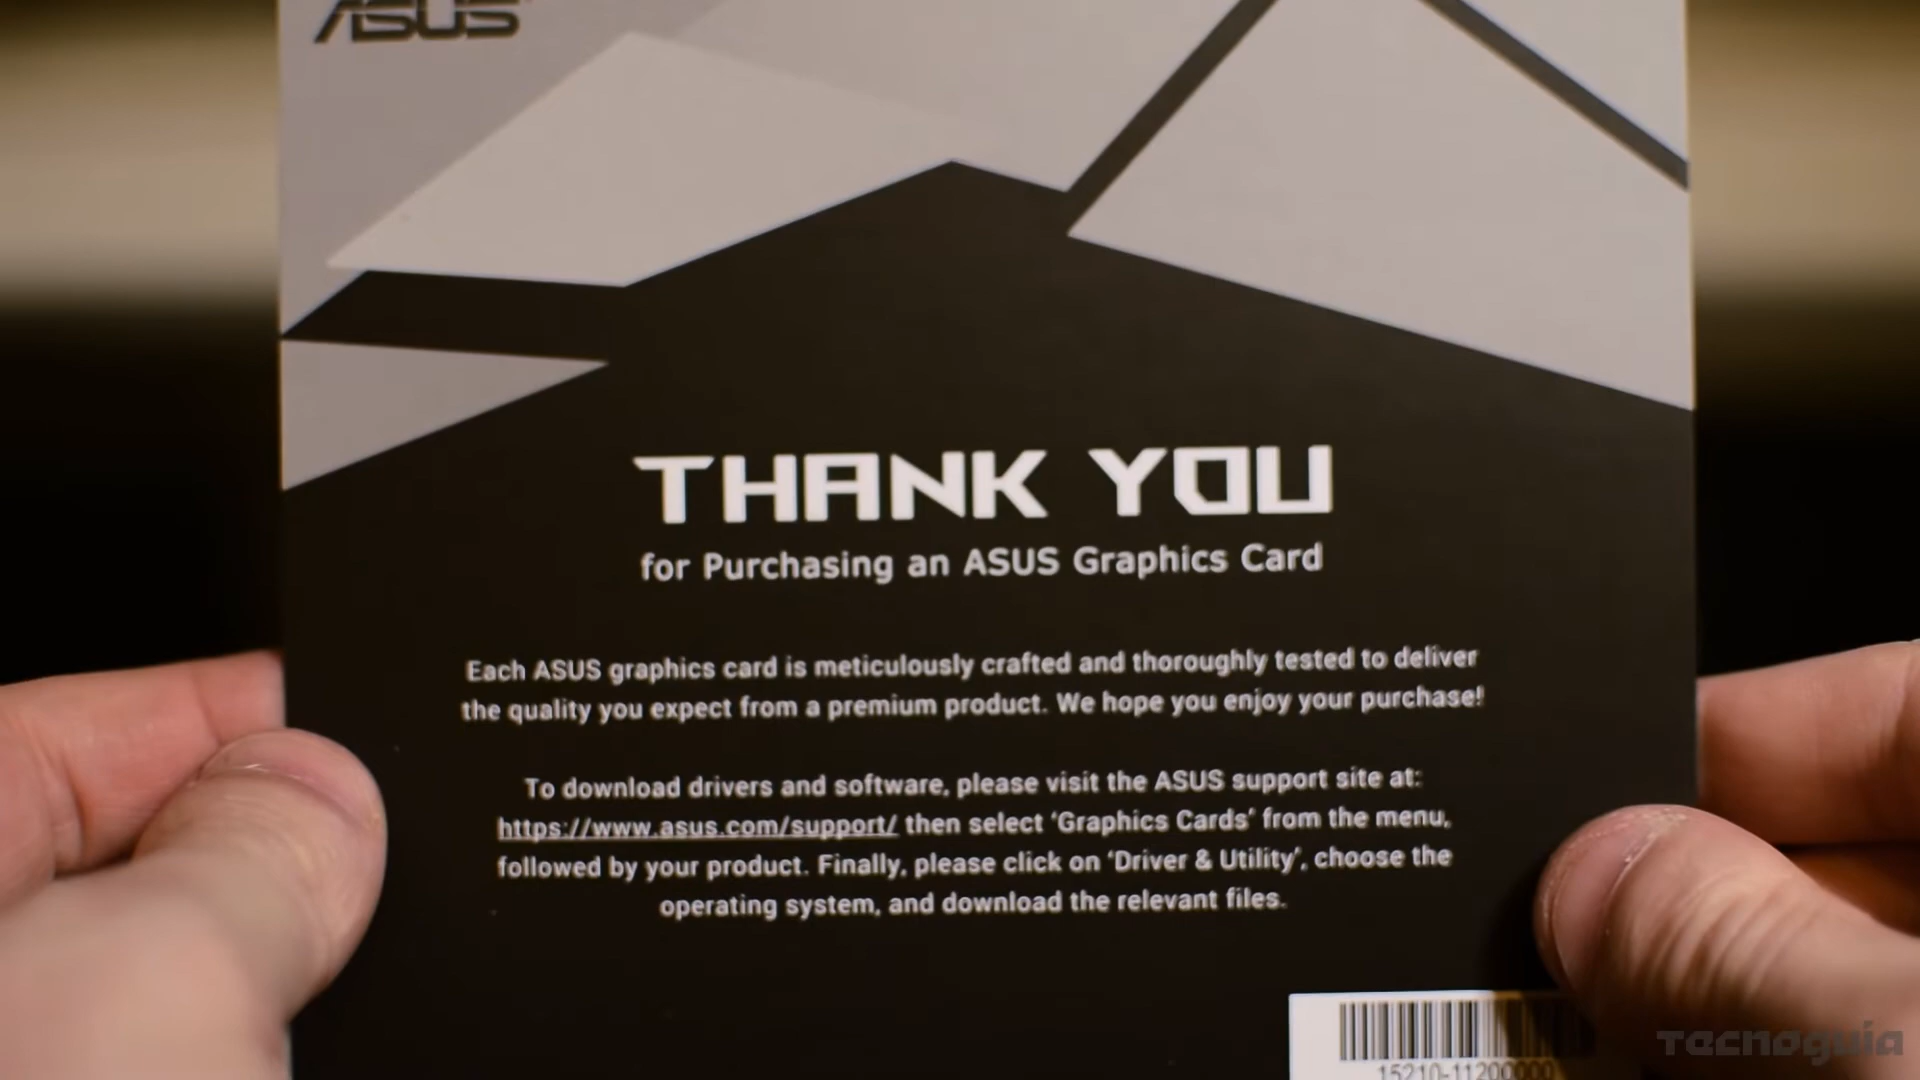 ASUS
THANK YOU
for Purchasing an ASUS Graphics Card
Each ASUS graphics card is meticulously crafted and thoroughly tested to deliver
the quality you expect from a premium product. We hope you enjoy your purchase!
To download drivers and software, please visit the ASUS support site at:
https://www.asus.com/support/ then select ‘Graphics Cards’ from the menu,
followed by your product. Finally, please click on ‘Driver & Utility’, choose the
operating system, and download the relevant files.
15210-11200000
Tecnoguia